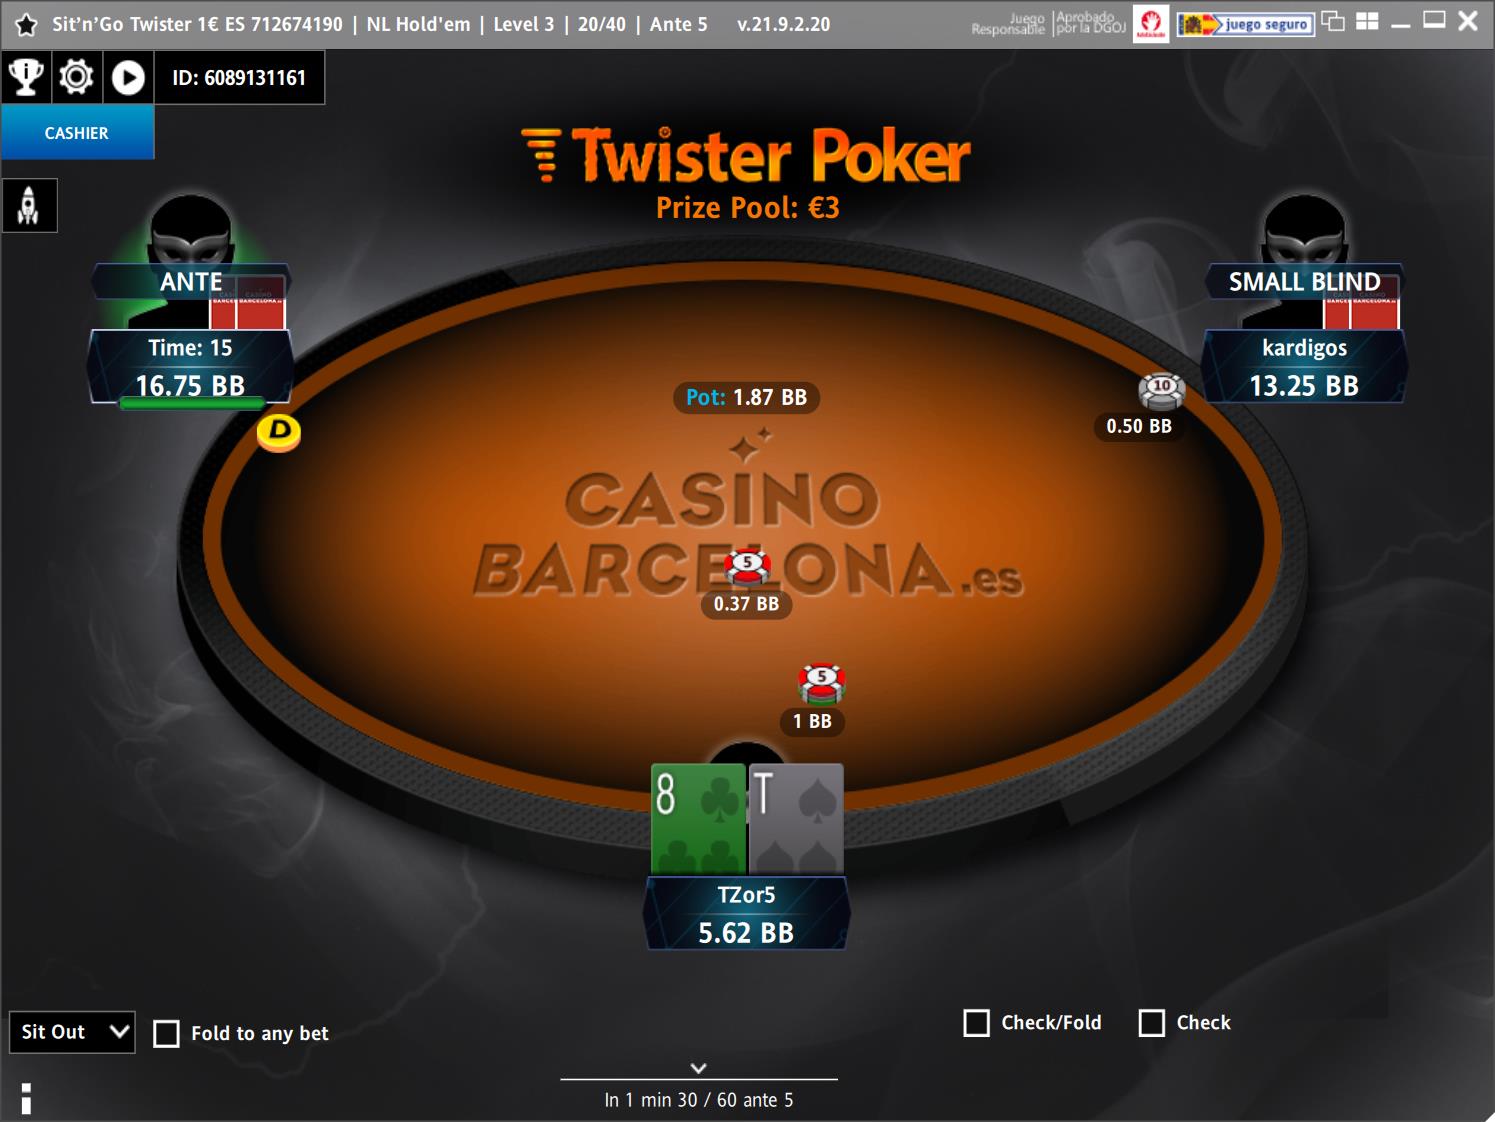 Sit'n'Go Twister 1€ ES 712674190 | NL Hold'em | Level 3 | 20/40 | Ante 5 v.21.9.2.20
Juego Responsable
Aprobado por la DGOJ
juego seguro
ID: 6089131161
CASHIER
Twister Poker
Prize Pool: €3
ANTE
Time: 15
16.75 BB
D
SMALL BLIND
kardigos
13.25 BB
10
0.50 BB
Pot: 1.87 BB
CASINO
BARCELONA.es
5
0.37 BB
5
1 BB
8 T
TZor5
5.62 BB
Sit Out
Fold to any bet
Check/Fold
Check
In 1 min 30 / 60 ante 5